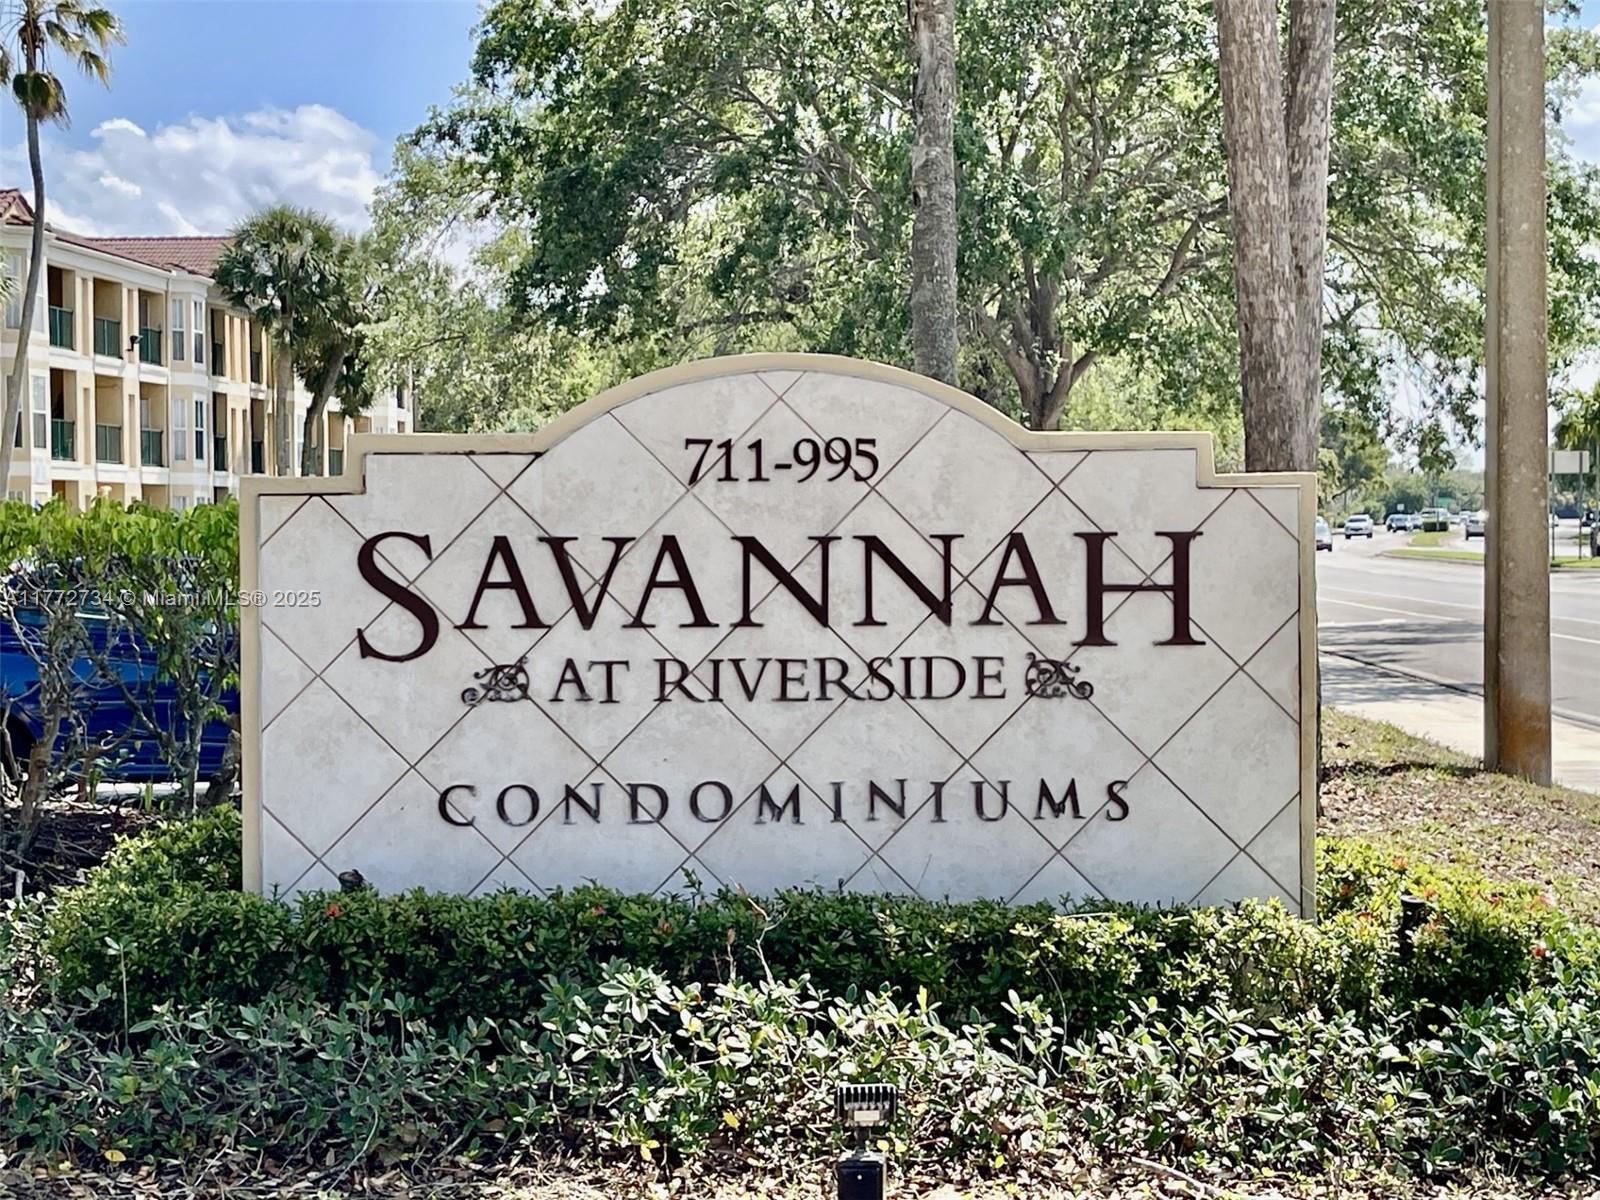 711-995
SAVANNAH
AT RIVERSIDE
CONDOMINIUMS
A11772734 © Miami MLS® 2025